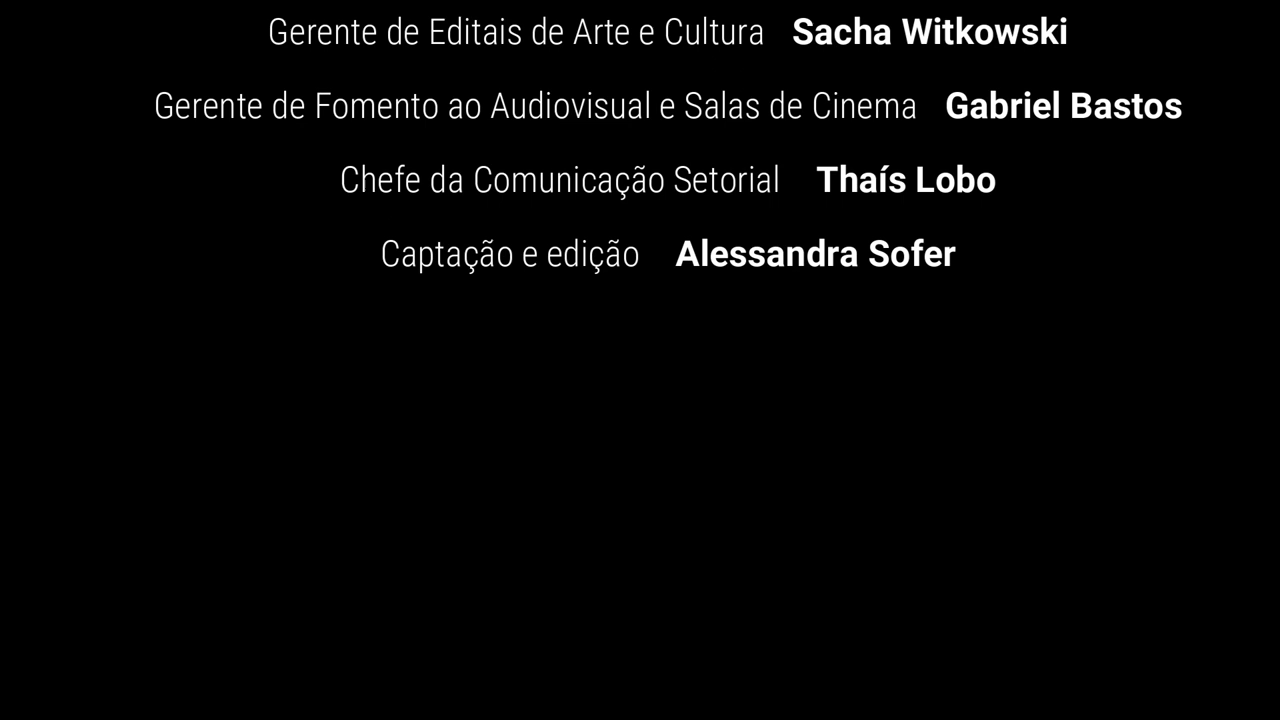 Gerente de Editais de Arte e Cultura Sacha Witkowski
Gerente de Fomento ao Audiovisual e Salas de Cinema Gabriel Bastos
Chefe da Comunicação Setorial Thaís Lobo
Captação e edição Alessandra Sofer